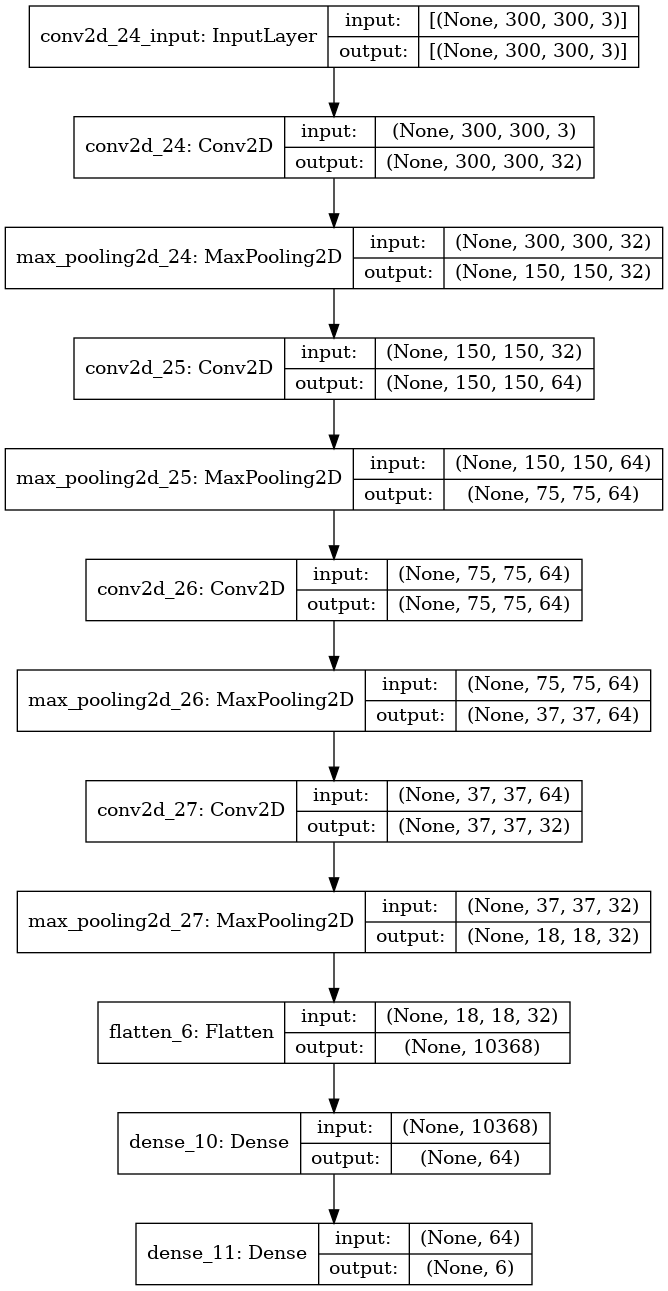 conv2d_24_input: InputLayer
input: [(None, 300, 300, 3)]
output: [(None, 300, 300, 3)]
conv2d_24: Conv2D
input: (None, 300, 300, 3)
output: (None, 300, 300, 32)
max_pooling2d_24: MaxPooling2D
input: (None, 300, 300, 32)
output: (None, 150, 150, 32)
conv2d_25: Conv2D
input: (None, 150, 150, 32)
output: (None, 150, 150, 64)
max_pooling2d_25: MaxPooling2D
input: (None, 150, 150, 64)
output: (None, 75, 75, 64)
conv2d_26: Conv2D
input: (None, 75, 75, 64)
output: (None, 75, 75, 64)
max_pooling2d_26: MaxPooling2D
input: (None, 75, 75, 64)
output: (None, 37, 37, 64)
conv2d_27: Conv2D
input: (None, 37, 37, 64)
output: (None, 37, 37, 32)
max_pooling2d_27: MaxPooling2D
input: (None, 37, 37, 32)
output: (None, 18, 18, 32)
flatten_6: Flatten
input: (None, 18, 18, 32)
output: (None, 10368)
dense_10: Dense
input: (None, 10368)
output: (None, 64)
dense_11: Dense
input: (None, 64)
output: (None, 6)